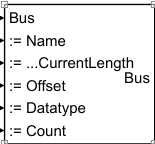 Bus
:= Name
:= ...CurrentLength
Bus
:= Offset
:= Datatype
:= Count